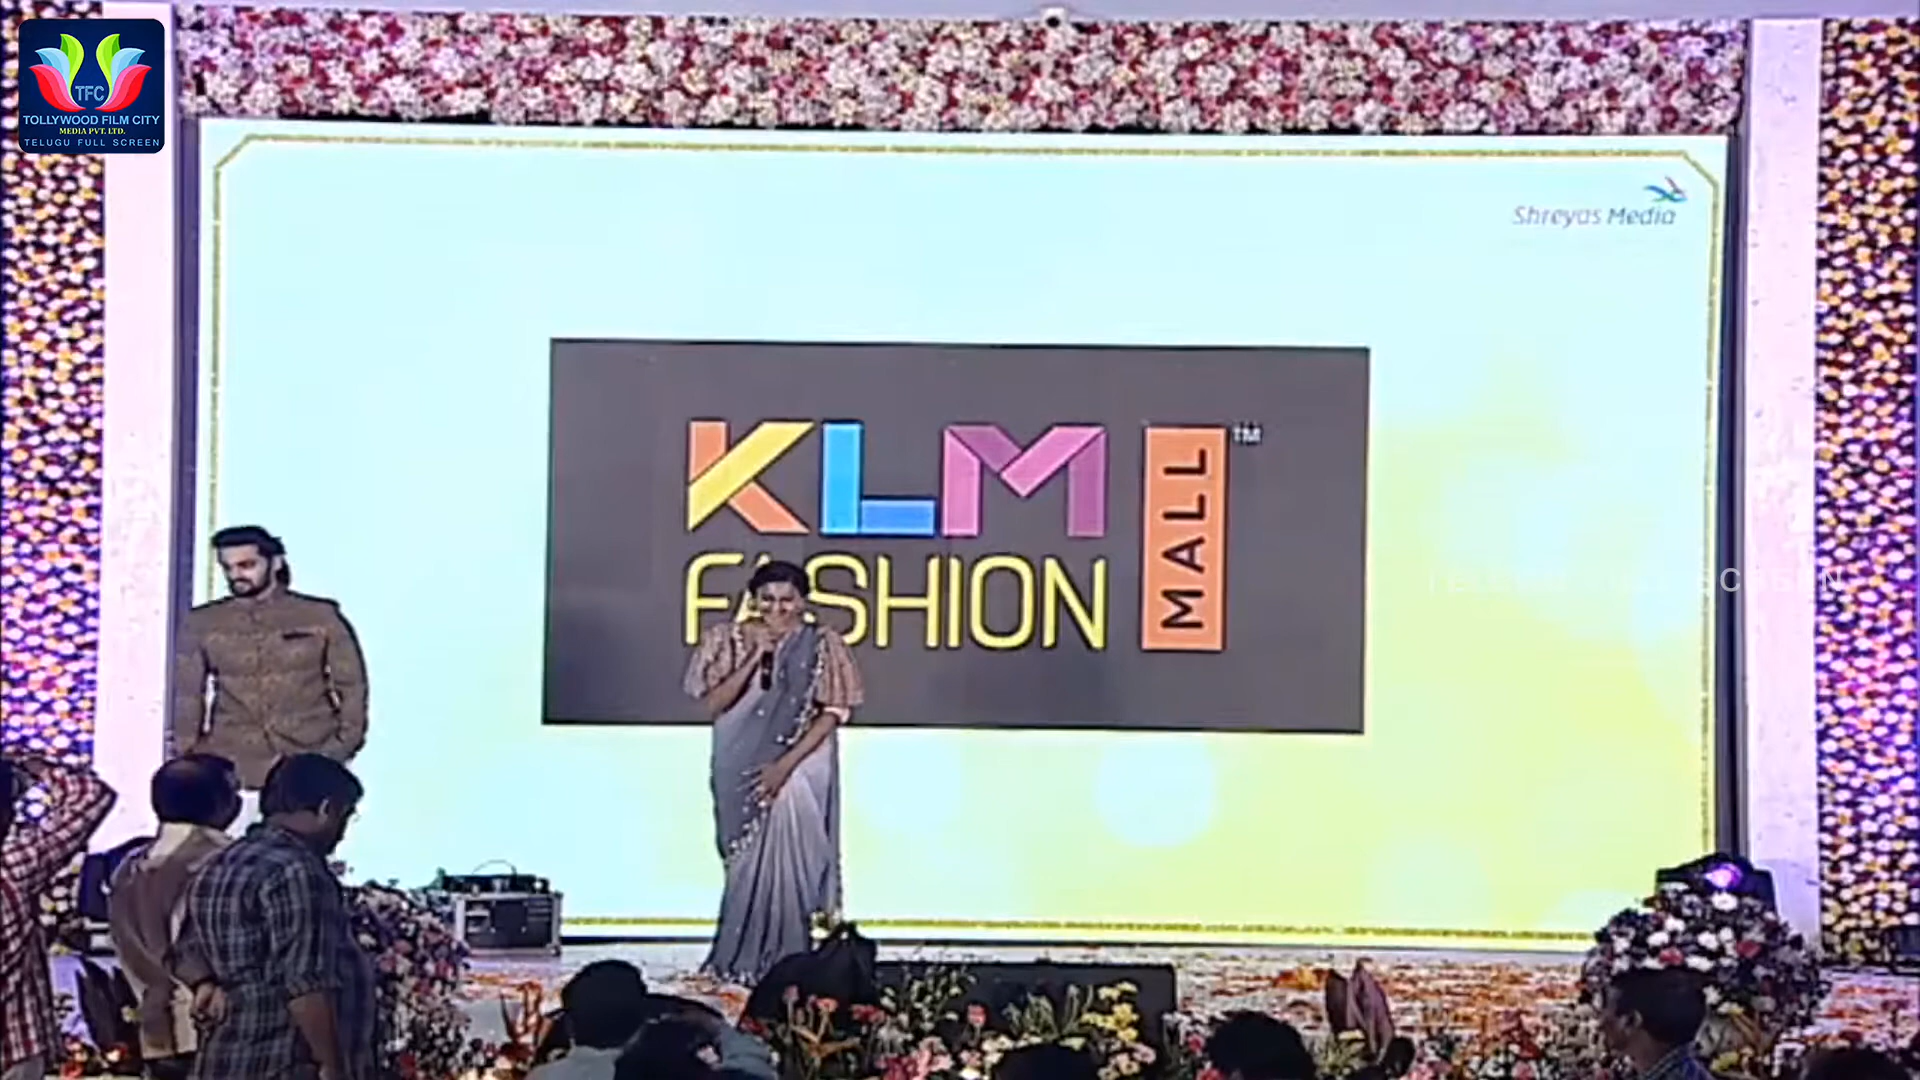 TFC
TOLLYWOOD FILM CITY
MEDIA PVT. LTD.
TELUGU FULL SCREEN
Shreyas Media
KLM
FASHION
MALL
TM